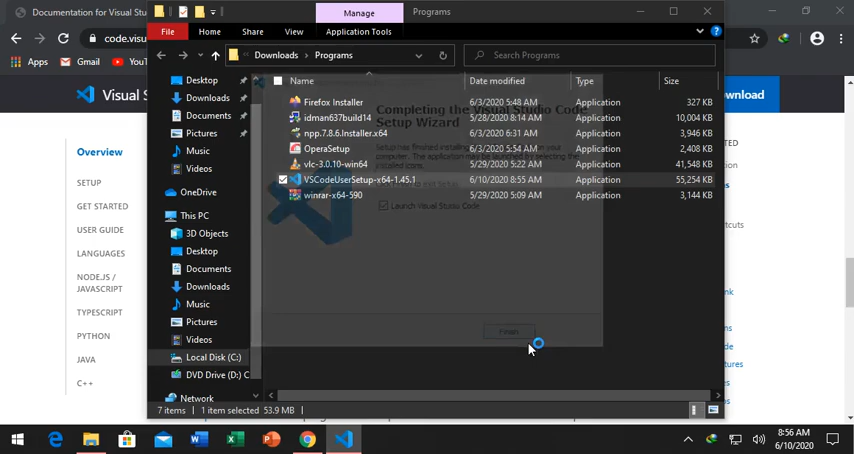 Documentation for Visual Stu
code.visu
Apps
Gmail
YouT
Manage
Programs
File
Home
Share
View
Application Tools
Downloads › Programs
Search Programs
Visual S
wnload
Overview
SETUP
GET STARTED
USER GUIDE
LANGUAGES
NODE.JS /
JAVASCRIPT
TYPESCRIPT
PYTHON
JAVA
C++
Desktop
Downloads
Documents
Pictures
Music
Videos
OneDrive
This PC
3D Objects
Desktop
Documents
Downloads
Music
Pictures
Videos
Local Disk (C:)
DVD Drive (D:) C
Network
Name Date modified Type Size
Firefox Installer 6/3/2020 5:48 AM Application 327 KB
idman637build14 5/28/2020 8:14 AM Application 10,004 KB
npp.7.8.6.Installer.x64 6/3/2020 6:31 AM Application 3,946 KB
OperaSetup 6/3/2020 5:54 AM Application 2,408 KB
vlc-3.0.10-win64 5/29/2020 5:22 AM Application 41,548 KB
VSCodeUserSetup-x64-1.45.1 6/10/2020 8:55 AM Application 55,254 KB
winrar-x64-590 5/29/2020 5:09 AM Application 3,144 KB
Completing the Visual Studio Code
Setup Wizard
Launch Visual Studio Code
Finish
7 items
1 item selected 53.9 MB
8:56 AM
6/10/2020